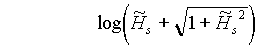 log(H̃ₛ + √(1 + H̃ₛ²))